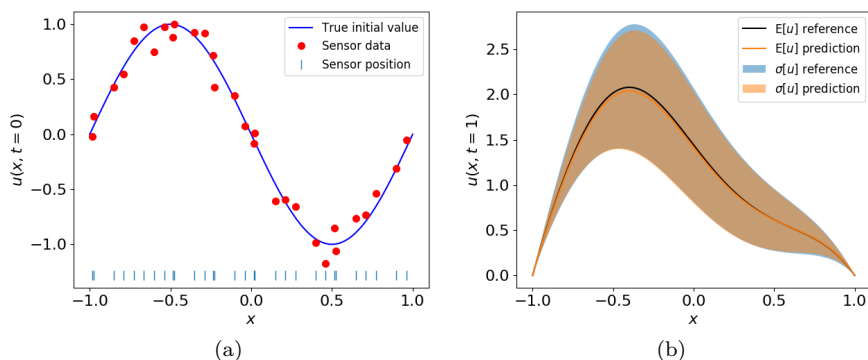 1.0
0.5
0.0
−0.5
−1.0
u(x, t = 0)
−1.0
−0.5
0.0
0.5
1.0
x
True initial value
Sensor data
Sensor position
(a)
2.5
2.0
1.5
1.0
0.5
0.0
u(x, t = 1)
−1.0
−0.5
0.0
0.5
1.0
x
E[u] reference
E[u] prediction
σ[u] reference
σ[u] prediction
(b)